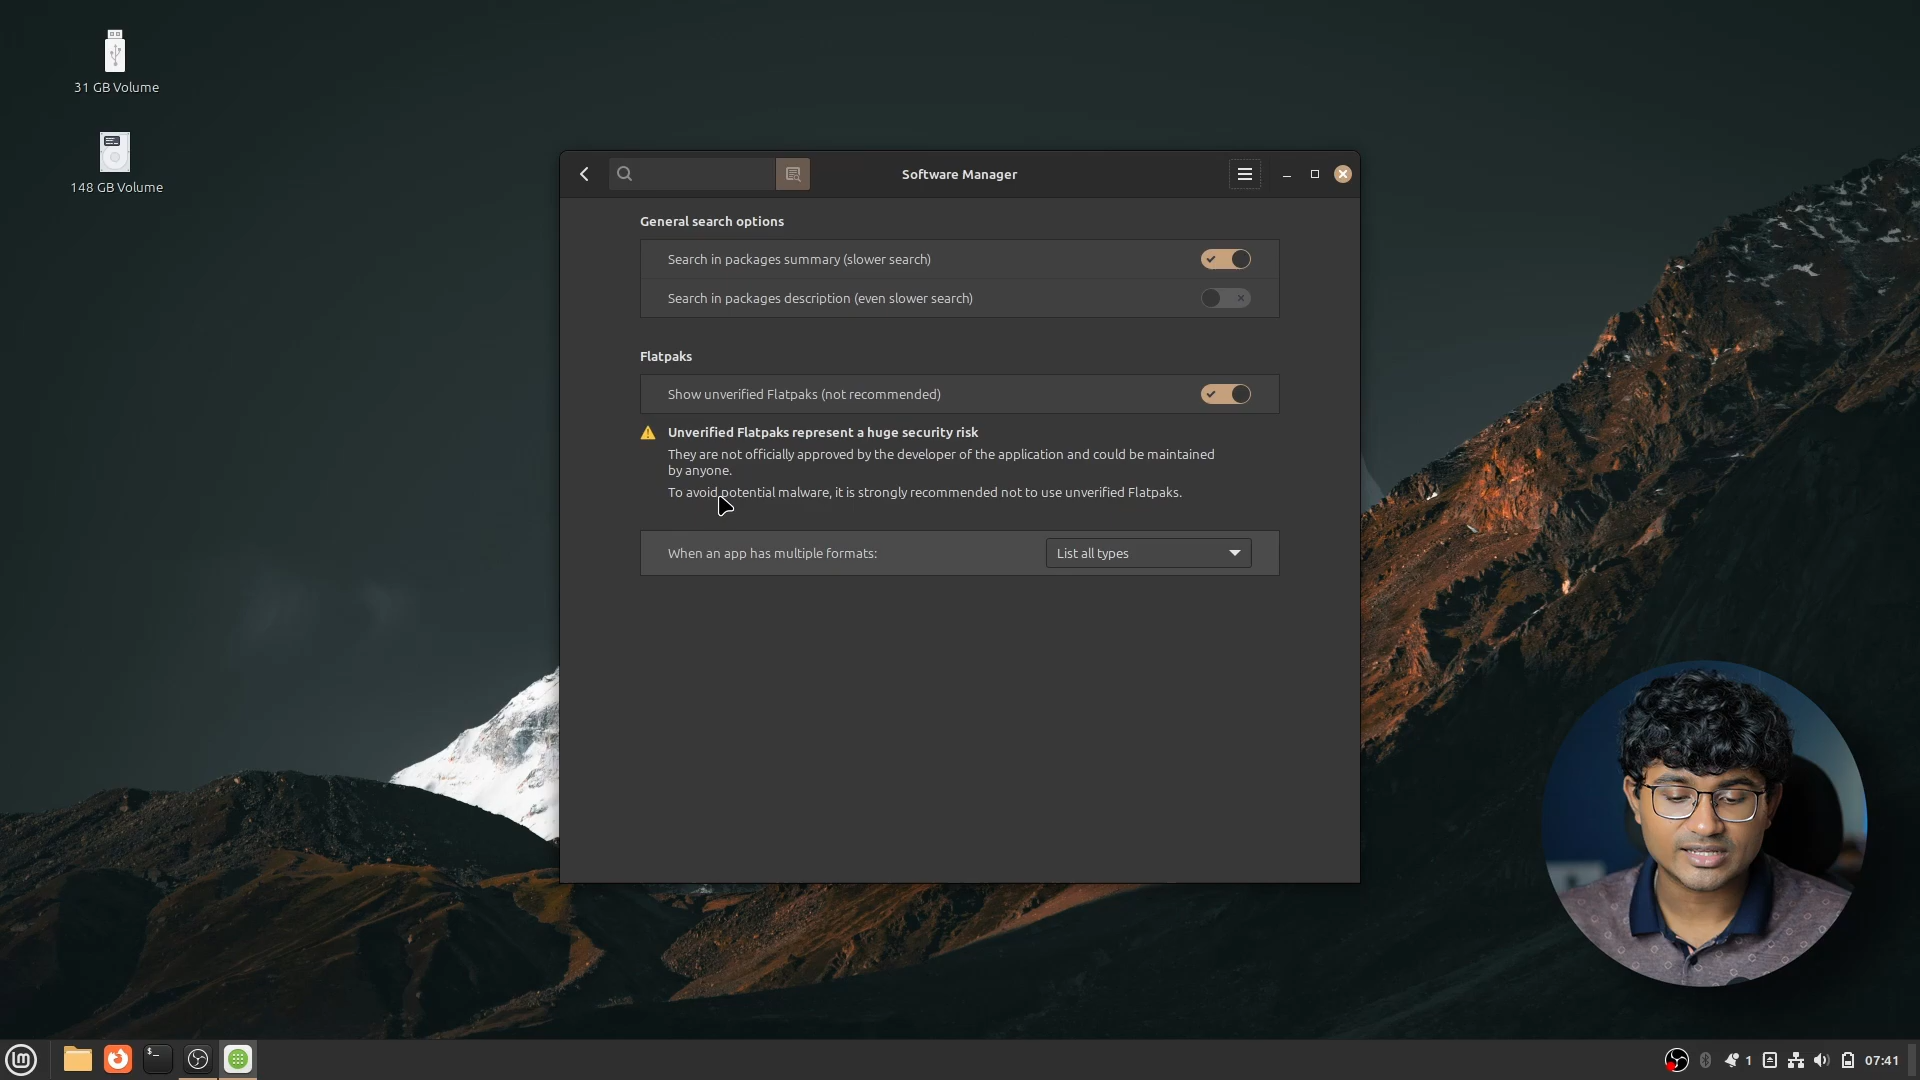 31 GB Volume
148 GB Volume
Software Manager
General search options
Search in packages summary (slower search)
Search in packages description (even slower search)
Flatpaks
Show unverified Flatpaks (not recommended)
Unverified Flatpaks represent a huge security risk
They are not officially approved by the developer of the application and could be maintained
by anyone.
To avoid potential malware, it is strongly recommended not to use unverified Flatpaks.
When an app has multiple formats:
List all types
1
07:41